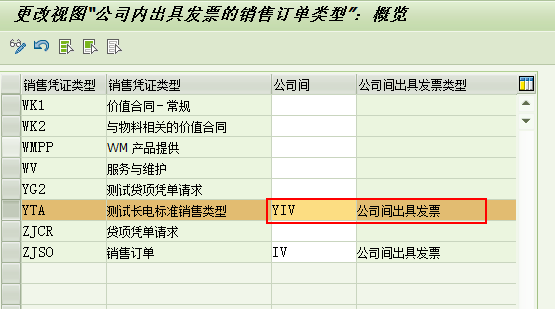 更改视图“公司内出具发票的销售订单类型”: 概览
销售凭证类型 销售凭证类型 公司间 公司间出具发票类型
WK1 价值合同-常规
WK2 与物料相关的价值合同
WMPP WM 产品提供
WV 服务与维护
YG2 测试贷项凭单请求
YTA 测试长电标准销售类型 YIV 公司间出具发票
ZJCR 贷项凭单请求
ZJSO 销售订单 IV 公司间出具发票